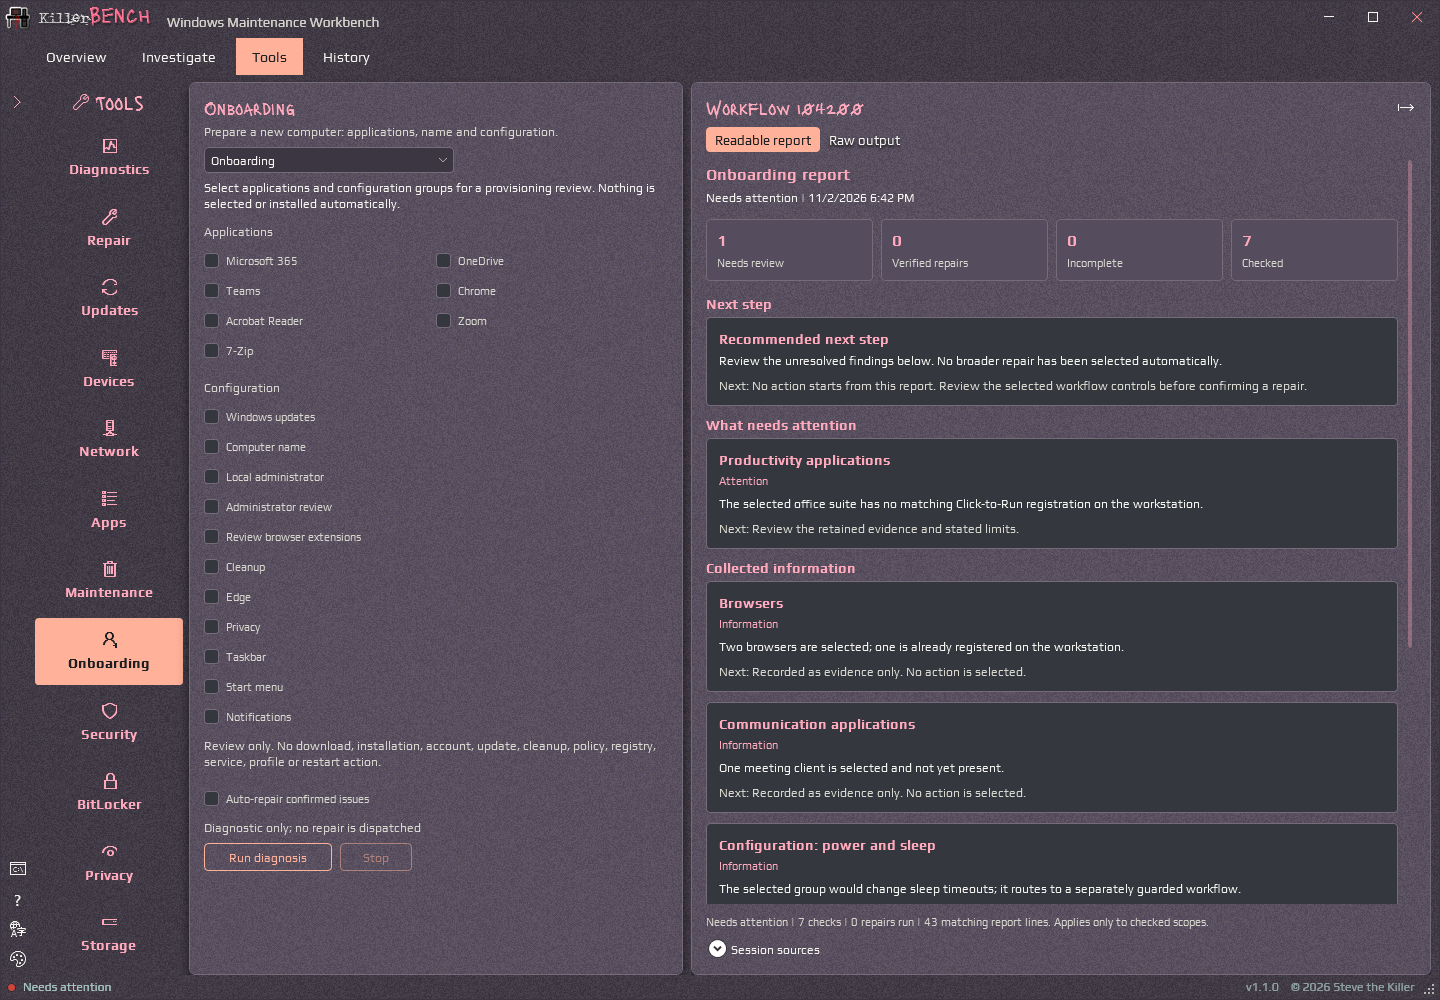 KillerBENCH
Windows Maintenance Workbench
Overview
Investigate
Tools
History
TOOLS
Diagnostics
Repair
Updates
Devices
Network
Apps
Maintenance
Onboarding
Security
BitLocker
Privacy
Storage
C:\
?
Onboarding
Prepare a new computer: applications, name and configuration.
Onboarding
Select applications and configuration groups for a provisioning review. Nothing is
selected or installed automatically.
Applications
Microsoft 365
OneDrive
Teams
Chrome
Acrobat Reader
Zoom
7-Zip
Configuration
Windows updates
Computer name
Local administrator
Administrator review
Review browser extensions
Cleanup
Edge
Privacy
Taskbar
Start menu
Notifications
Review only. No download, installation, account, update, cleanup, policy, registry,
service, profile or restart action.
Auto-repair confirmed issues
Diagnostic only; no repair is dispatched
Run diagnosis
Stop
Workflow 104200
Readable report
Raw output
Onboarding report
Needs attention | 11/2/2026 6:42 PM
1
Needs review
0
Verified repairs
0
Incomplete
7
Checked
Next step
Recommended next step
Review the unresolved findings below. No broader repair has been selected automatically.
Next: No action starts from this report. Review the selected workflow controls before confirming a repair.
What needs attention
Productivity applications
Attention
The selected office suite has no matching Click-to-Run registration on the workstation.
Next: Review the retained evidence and stated limits.
Collected information
Browsers
Information
Two browsers are selected; one is already registered on the workstation.
Next: Recorded as evidence only. No action is selected.
Communication applications
Information
One meeting client is selected and not yet present.
Next: Recorded as evidence only. No action is selected.
Configuration: power and sleep
Information
The selected group would change sleep timeouts; it routes to a separately guarded workflow.
Needs attention | 7 checks | 0 repairs run | 43 matching report lines. Applies only to checked scopes.
Session sources
Needs attention
v1.1.0
© 2026 Steve the Killer